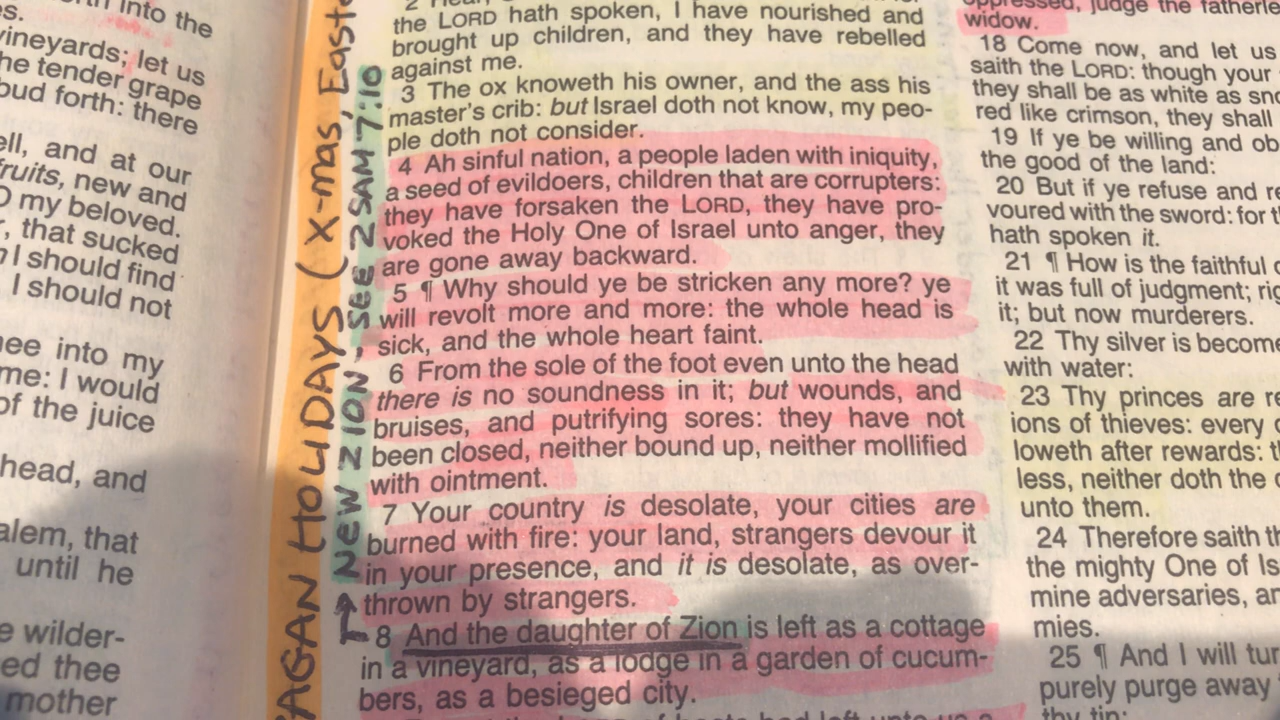 into the
s.
vineyards; let us
he tender grape
bud forth: there
ell, and at our
fruits, new and
O my beloved.
, that sucked
I should find
I should not
ee into my
me: I would
of the juice
head, and
alem, that
until he
e wilder-
ed thee
mother
AGAN HOLIDAYS (X-mas, Easte
NEW ZION - SEE 2 SAM 7:10
the LORD hath spoken, I have nourished and
brought up children, and they have rebelled
against me.
3 The ox knoweth his owner, and the ass his
master's crib: but Israel doth not know, my peo-
ple doth not consider.
4 Ah sinful nation, a people laden with iniquity,
a seed of evildoers, children that are corrupters:
they have forsaken the LORD, they have pro-
voked the Holy One of Israel unto anger, they
are gone away backward.
5 ¶ Why should ye be stricken any more? ye
will revolt more and more: the whole head is
sick, and the whole heart faint.
6 From the sole of the foot even unto the head
there is no soundness in it; but wounds, and
bruises, and putrifying sores: they have not
been closed, neither bound up, neither mollified
with ointment.
7 Your country is desolate, your cities are
burned with fire: your land, strangers devour it
in your presence, and it is desolate, as over-
thrown by strangers.
8 And the daughter of Zion is left as a cottage
in a vineyard, as a lodge in a garden of cucum-
bers, as a besieged city.
oppressed, judge the fatherle
widow.
18 Come now, and let us
saith the LORD: though your
they shall be as white as sno
red like crimson, they shall
19 If ye be willing and ob
the good of the land:
20 But if ye refuse and re
voured with the sword: for t
hath spoken it.
21 ¶ How is the faithful c
it was full of judgment; rig
it; but now murderers.
22 Thy silver is become
with water:
23 Thy princes are re
ions of thieves: every o
loveth after rewards: t
less, neither doth the c
unto them.
24 Therefore saith th
the mighty One of Is
mine adversaries, an
mies.
25 ¶ And I will tur
purely purge away
thy tin: